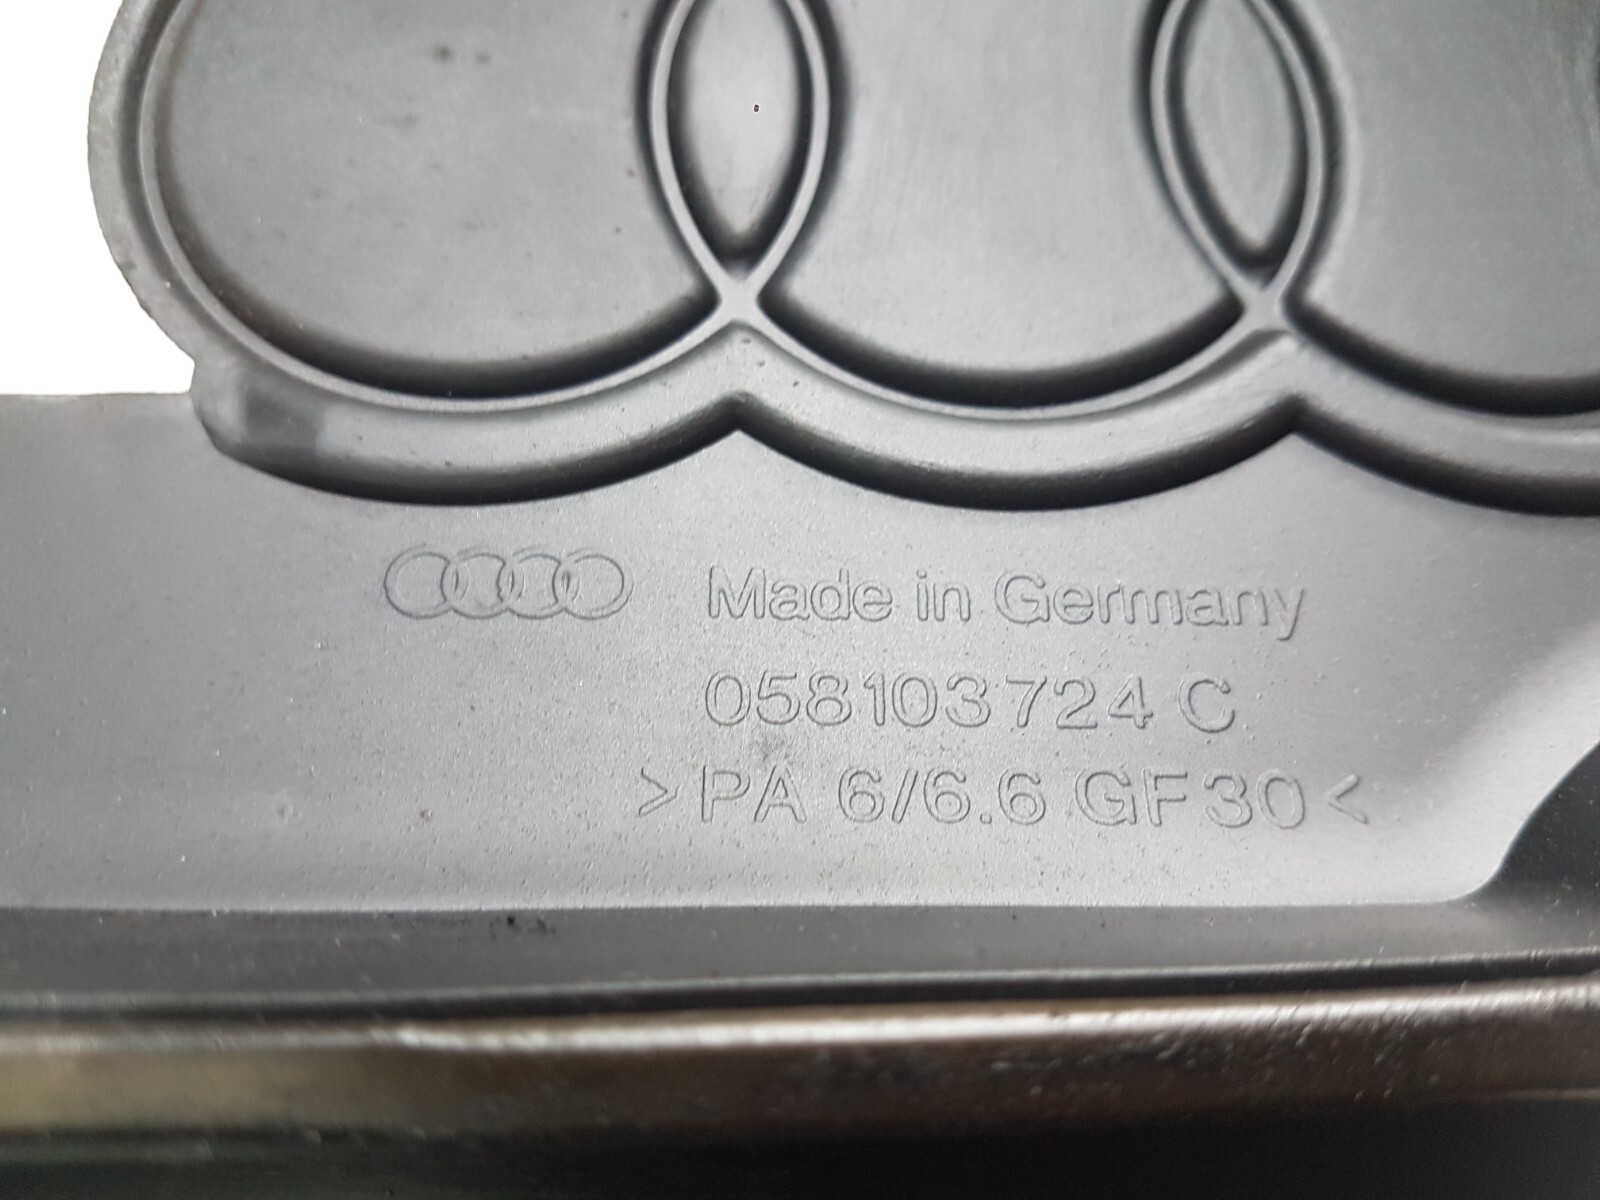 Made in Germany
058103724 C
>PA 6/6.6 GF30<